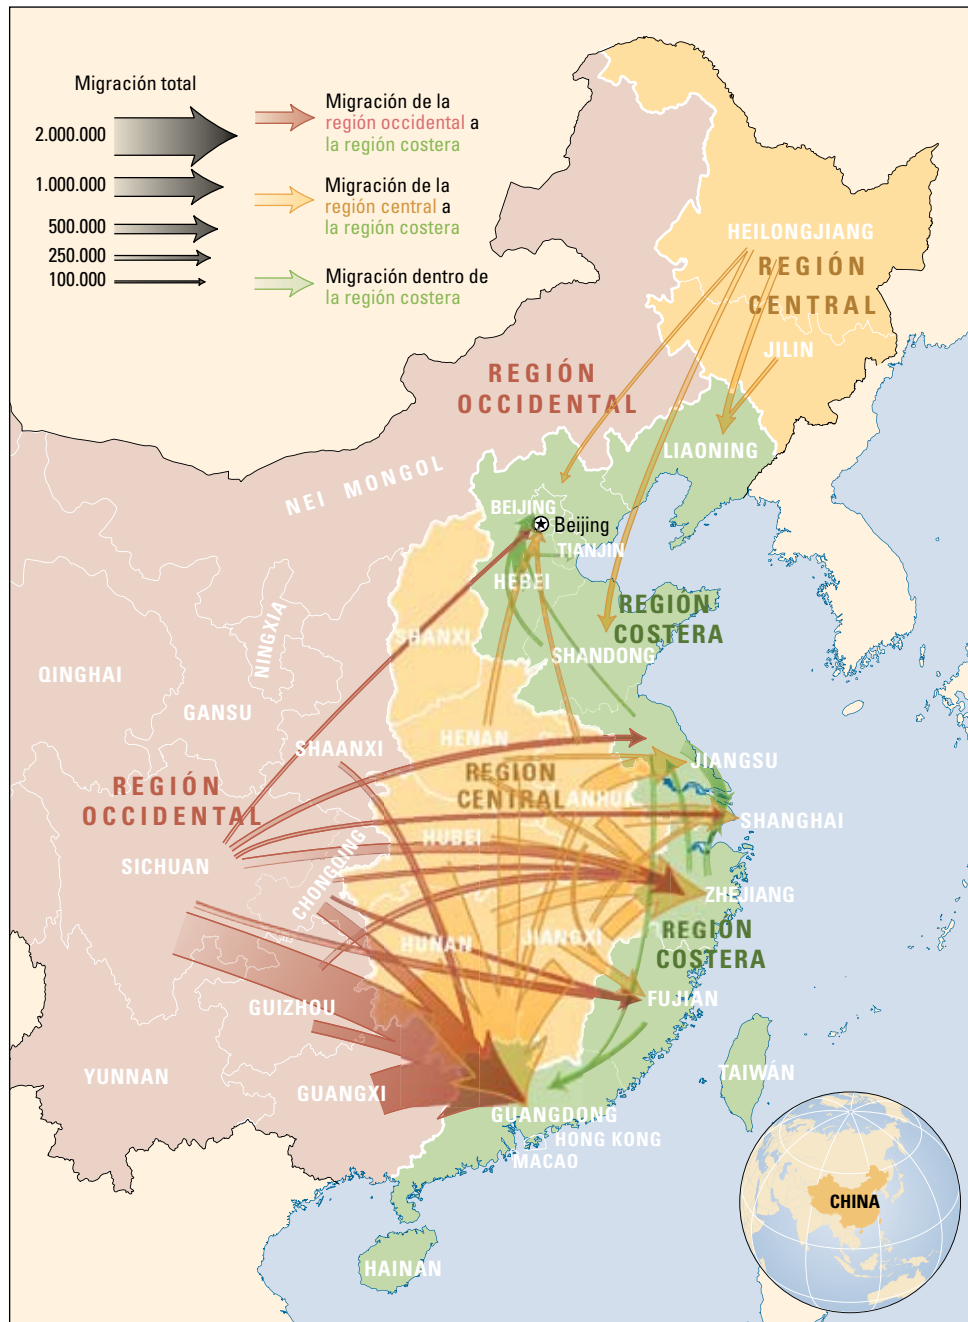 Migración total
2.000.000
1.000.000
500.000
250.000
100.000
Migración de la
región occidental a
la región costera
Migración de la
región central a
la región costera
Migración dentro de
la región costera
HEILONGJIANG
REGIÓN
CENTRAL
JILIN
REGIÓN
OCCIDENTAL
LIAONING
NEI MONGOL
BEIJING
Beijing
TIANJIN
HEBEI
REGIÓN
COSTERA
SHANXI
NINGXIA
SHANDONG
QINGHAI
GANSU
SHAANXI
HENAN
JIANGSU
REGIÓN
CENTRAL
ANHUI
REGIÓN
OCCIDENTAL
SHANGHAI
HUBEI
SICHUAN
CHONGQING
ZHEJIANG
HUNAN
JIANGXI
REGIÓN
COSTERA
FUJIAN
GUIZHOU
YUNNAN
TAIWÁN
GUANGXI
GUANGDONG
HONG KONG
MACAO
CHINA
HAINAN